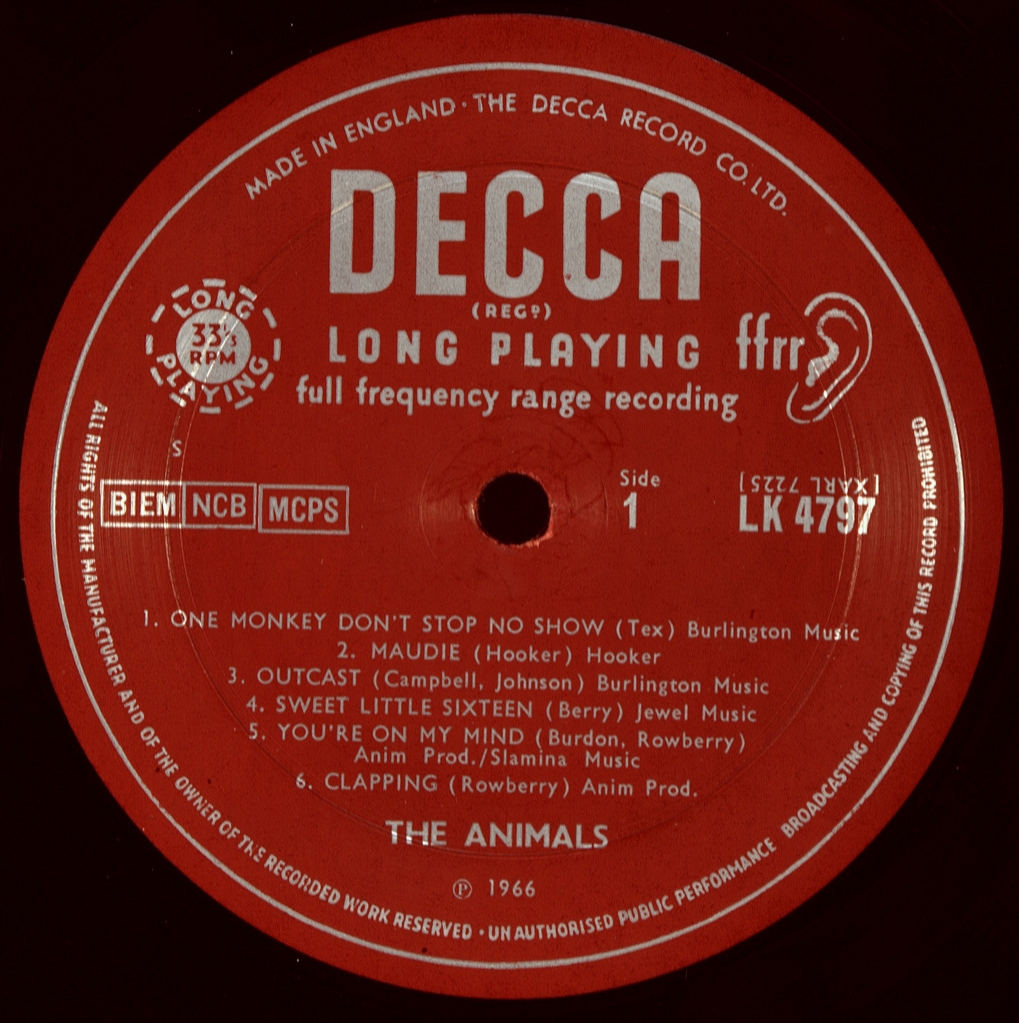 MADE IN ENGLAND · THE DECCA RECORD CO. LTD.
DECCA
(REGD)
LONG PLAYING
full frequency range recording
LONG
33 1/3
RPM
PLAYING
ffrr
S
BIEM NCB MCPS
Side
1
[XARL 7225]
LK 4797
1. ONE MONKEY DON'T STOP NO SHOW (Tex) Burlington Music
2. MAUDIE (Hooker) Hooker
3. OUTCAST (Campbell, Johnson) Burlington Music
4. SWEET LITTLE SIXTEEN (Berry) Jewel Music
5. YOU'RE ON MY MIND (Burdon, Rowberry)
Anim Prod./Slamina Music
6. CLAPPING (Rowberry) Anim Prod.
THE ANIMALS
℗ 1966
ALL RIGHTS OF THE MANUFACTURER AND OF THE OWNER OF THE RECORDED WORK RESERVED · UNAUTHORISED PUBLIC PERFORMANCE BROADCASTING AND COPYING OF THIS RECORD PROHIBITED